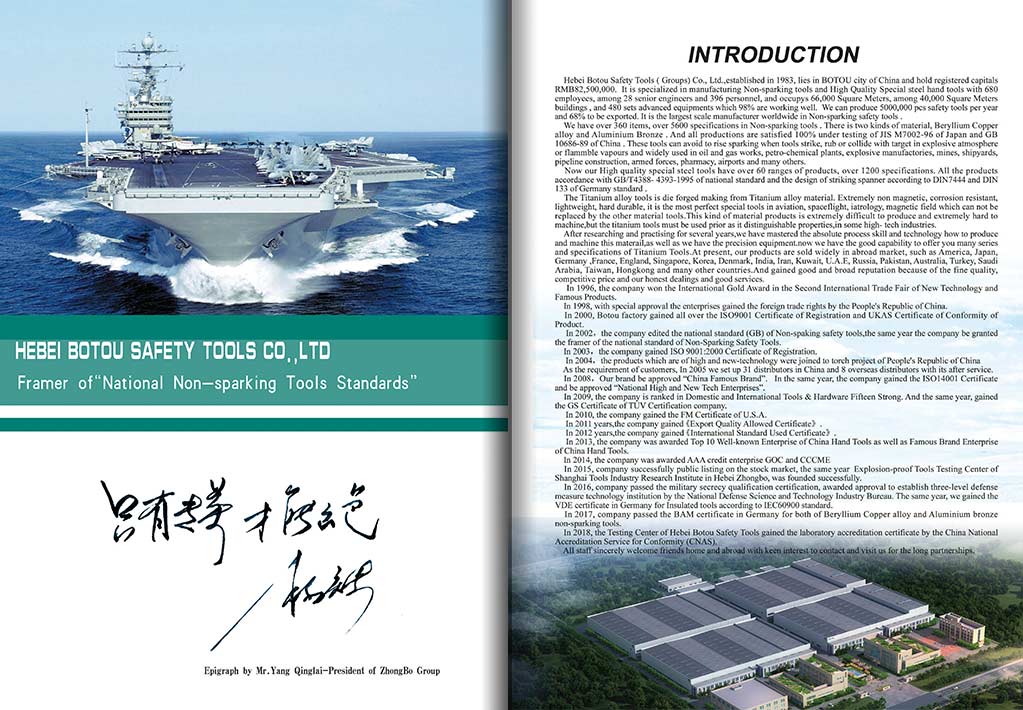 HEBEI BOTOU SAFETY TOOLS CO.,LTD
Framer of“National Non-sparking Tools Standards”
只有专业 才能出色
Epigraph by Mr.Yang Qinglai-President of ZhongBo Group
INTRODUCTION
Hebei Botou Safety Tools ( Groups) Co., Ltd.,established in 1983, lies in BOTOU city of China and hold registered capitals
RMB82,500,000. It is specialized in manufacturing Non-sparking tools and High Quality Special steel hand tools with 680
employees, among 28 senior engineers and 396 personnel, and occupys 66,000 Square Meters, among 40,000 Square Meters
buildings , and 480 sets advanced equipments which 98% are working well. We can produce 5000,000 pcs safety tools per year
and 68% to be exported. It is the largest scale manufacturer worldwide in Non-sparking safety tools .
We have over 360 items, over 5600 specifications in Non-sparking tools . There is two kinds of material, Beryllium Copper
alloy and Aluminium Bronze . And all productions are satisfied 100% under testing of JIS M7002-96 of Japan and GB
10686-89 of China . These tools can avoid to rise sparking when tools strike, rub or collide with target in explosive atmosphere
or flammble vapours and widely used in oil and gas works, petro-chemical plants, explosive manufactories, mines, shipyards,
pipeline construction, armed forces, pharmacy, airports and many others.
Now our High quality special steel tools have over 60 ranges of products, over 1200 specifications. All the products
accordance with GB/T4388- 4393-1995 of national standard and the design of striking spanner according to DIN7444 and DIN
133 of Germany standard .
The Titanium alloy tools is die forged making from Titanium alloy material. Extremely non magnetic, corrosion resistant,
lightweight, hard durable, it is the most perfect special tools in aviation, spaceflight, iatrology, magnetic field which can not be
replaced by the other material tools.This kind of material products is extremely difficult to produce and extremely hard to
machine,but the titanium tools must be used prior as it distinguishable properties,in some high- tech industries.
After researching and practising for several years,we have mastered the absolute process skill and technology how to produce
and machine this materail,as well as we have the precision equipment.now we have the good capability to offer you many series
and specifications of Titanium Tools.At present, our products are sold widely in abroad market, such as America, Japan,
Germany ,France, England, Singapore, Korea, Denmark, India, Iran, Kuwait, U.A.E, Russia, Pakistan, Australia, Turkey, Saudi
Arabia, Taiwan, Hongkong and many other countries.And gained good and broad reputation because of the fine quality,
competitive price and our honest dealings and good services.
In 1996, the company won the International Gold Award in the Second International Trade Fair of New Technology and
Famous Products.
In 1998, with special approval the enterprises gained the foreign trade rights by the People's Republic of China.
In 2000, Botou factory gained all over the ISO9001 Certificate of Registration and UKAS Certificate of Conformity of
Product.
In 2002，the company edited the national standard (GB) of Non-spaking safety tools,the same year the company be granted
the framer of the national standard of Non-Sparking Safety Tools.
In 2003，the company gained ISO 9001:2000 Certificate of Registration.
In 2004，the products which are of high and new-technology were joined to torch project of People's Republic of China
As the requirement of customers, In 2005 we set up 31 distributors in China and 8 overseas distributors with its after service.
In 2008，Our brand be approved “China Famous Brand”. In the same year, the company gained the ISO14001 Certificate
and be approved “National High and New Tech Enterprises”.
In 2009, the company is ranked in Domestic and International Tools & Hardware Fifteen Strong. And the same year, gained
the GS Certificate of TÜV Certification company.
In 2010, the company gained the FM Certificate of U.S.A.
In 2011 years,the company gained《Export Quality Allowed Certificate》.
In 2012 years,the company gained《International Standard Used Certificate》.
In 2013, the company was awarded Top 10 Well-known Enterprise of China Hand Tools as well as Famous Brand Enterprise
of China Hand Tools.
In 2014, the company was awarded AAA credit enterprise GOC and CCCME
In 2015, company successfully public listing on the stock market, the same year Explosion-proof Tools Testing Center of
Shanghai Tools Industry Research Institute in Hebei Zhongbo, was founded successfully.
In 2016, company passed the military secrecy qualification certification, awarded approval to establish three-level defense
measure technology institution by the National Defense Science and Technology Industry Bureau. The same year, we gained the
VDE certificate in Germany for Insulated tools according to IEC60900 standard.
In 2017, company passed the BAM certificate in Germany for both of Beryllium Copper alloy and Aluminium bronze
non-sparking tools.
In 2018, the Testing Center of Hebei Botou Safety Tools gained the laboratory accreditation certificate by the China National
Accreditation Service for Conformity (CNAS).
All staff sincerely welcome friends home and abroad with keen interest to contact and visit us for the long partnerships.